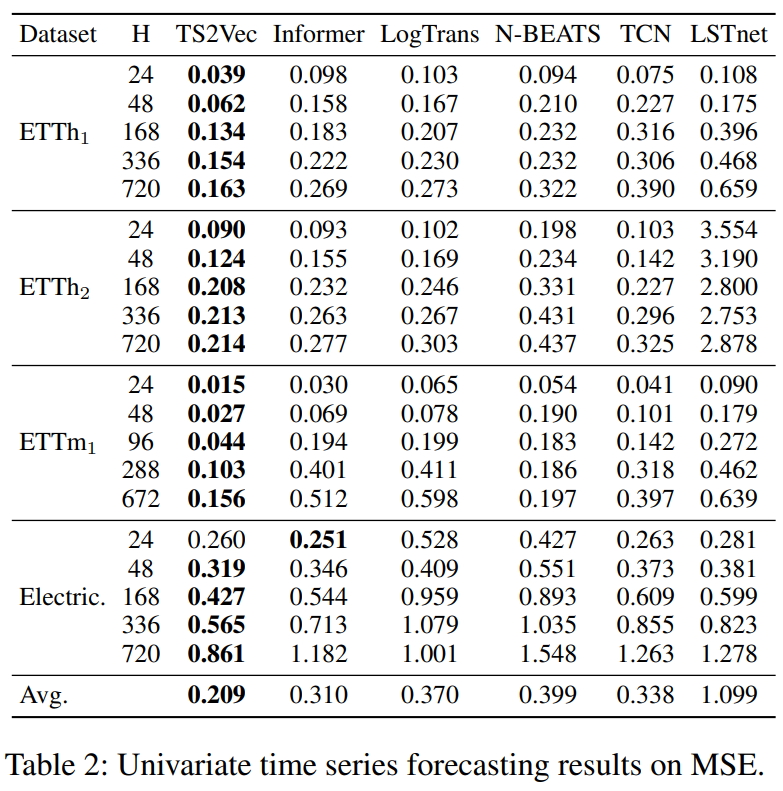 Dataset H TS2Vec Informer LogTrans N-BEATS TCN LSTnet
24 0.039 0.098 0.103 0.094 0.075 0.108
48 0.062 0.158 0.167 0.210 0.227 0.175
ETTh1 168 0.134 0.183 0.207 0.232 0.316 0.396
336 0.154 0.222 0.230 0.232 0.306 0.468
720 0.163 0.269 0.273 0.322 0.390 0.659
24 0.090 0.093 0.102 0.198 0.103 3.554
48 0.124 0.155 0.169 0.234 0.142 3.190
ETTh2 168 0.208 0.232 0.246 0.331 0.227 2.800
336 0.213 0.263 0.267 0.431 0.296 2.753
720 0.214 0.277 0.303 0.437 0.325 2.878
24 0.015 0.030 0.065 0.054 0.041 0.090
48 0.027 0.069 0.078 0.190 0.101 0.179
ETTm1 96 0.044 0.194 0.199 0.183 0.142 0.272
288 0.103 0.401 0.411 0.186 0.318 0.462
672 0.156 0.512 0.598 0.197 0.397 0.639
24 0.260 0.251 0.528 0.427 0.263 0.281
48 0.319 0.346 0.409 0.551 0.373 0.381
Electric. 168 0.427 0.544 0.959 0.893 0.609 0.599
336 0.565 0.713 1.079 1.035 0.855 0.823
720 0.861 1.182 1.001 1.548 1.263 1.278
Avg. 0.209 0.310 0.370 0.399 0.338 1.099
Table 2: Univariate time series forecasting results on MSE.